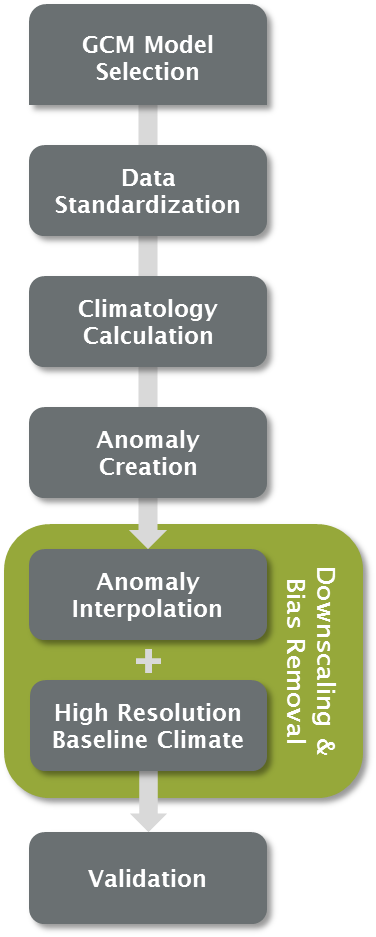 GCM Model
Selection
Data
Standardization
Climatology
Calculation
Anomaly
Creation
Anomaly
Interpolation
+
High Resolution
Baseline Climate
Downscaling &
Bias Removal
Validation